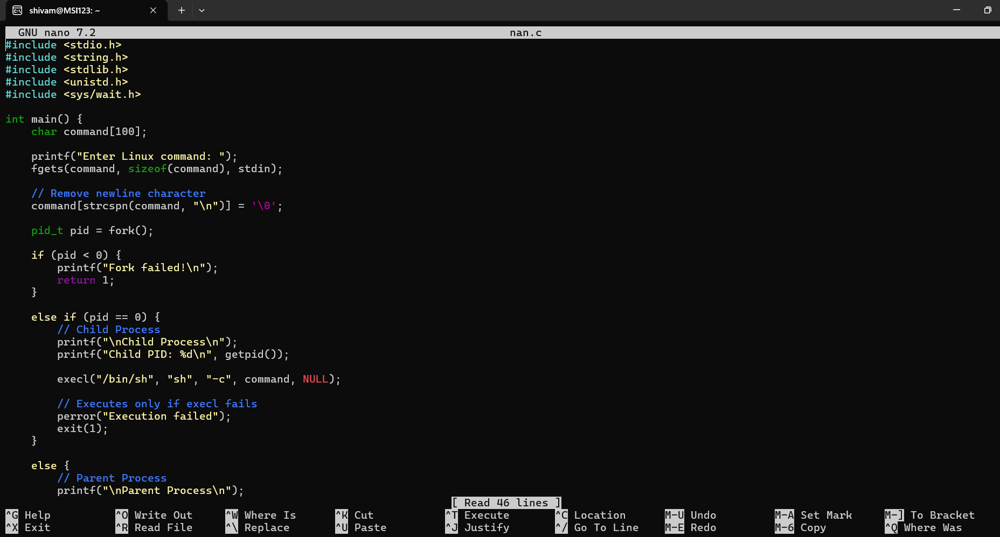 shivam@MSI123: ~
GNU nano 7.2 nan.c
#include <stdio.h>
#include <string.h>
#include <stdlib.h>
#include <unistd.h>
#include <sys/wait.h>

int main() {
    char command[100];

    printf("Enter Linux command: ");
    fgets(command, sizeof(command), stdin);

    // Remove newline character
    command[strcspn(command, "\n")] = '\0';

    pid_t pid = fork();

    if (pid < 0) {
        printf("Fork failed!\n");
        return 1;
    }

    else if (pid == 0) {
        // Child Process
        printf("\nChild Process\n");
        printf("Child PID: %d\n", getpid());

        execl("/bin/sh", "sh", "-c", command, NULL);

        // Executes only if execl fails
        perror("Execution failed");
        exit(1);
    }

    else {
        // Parent Process
        printf("\nParent Process\n");
[ Read 46 lines ]
^G Help ^O Write Out ^W Where Is ^K Cut ^T Execute ^C Location M-U Undo M-A Set Mark M-] To Bracket
^X Exit ^R Read File ^\ Replace ^U Paste ^J Justify ^/ Go To Line M-E Redo M-6 Copy ^Q Where Was